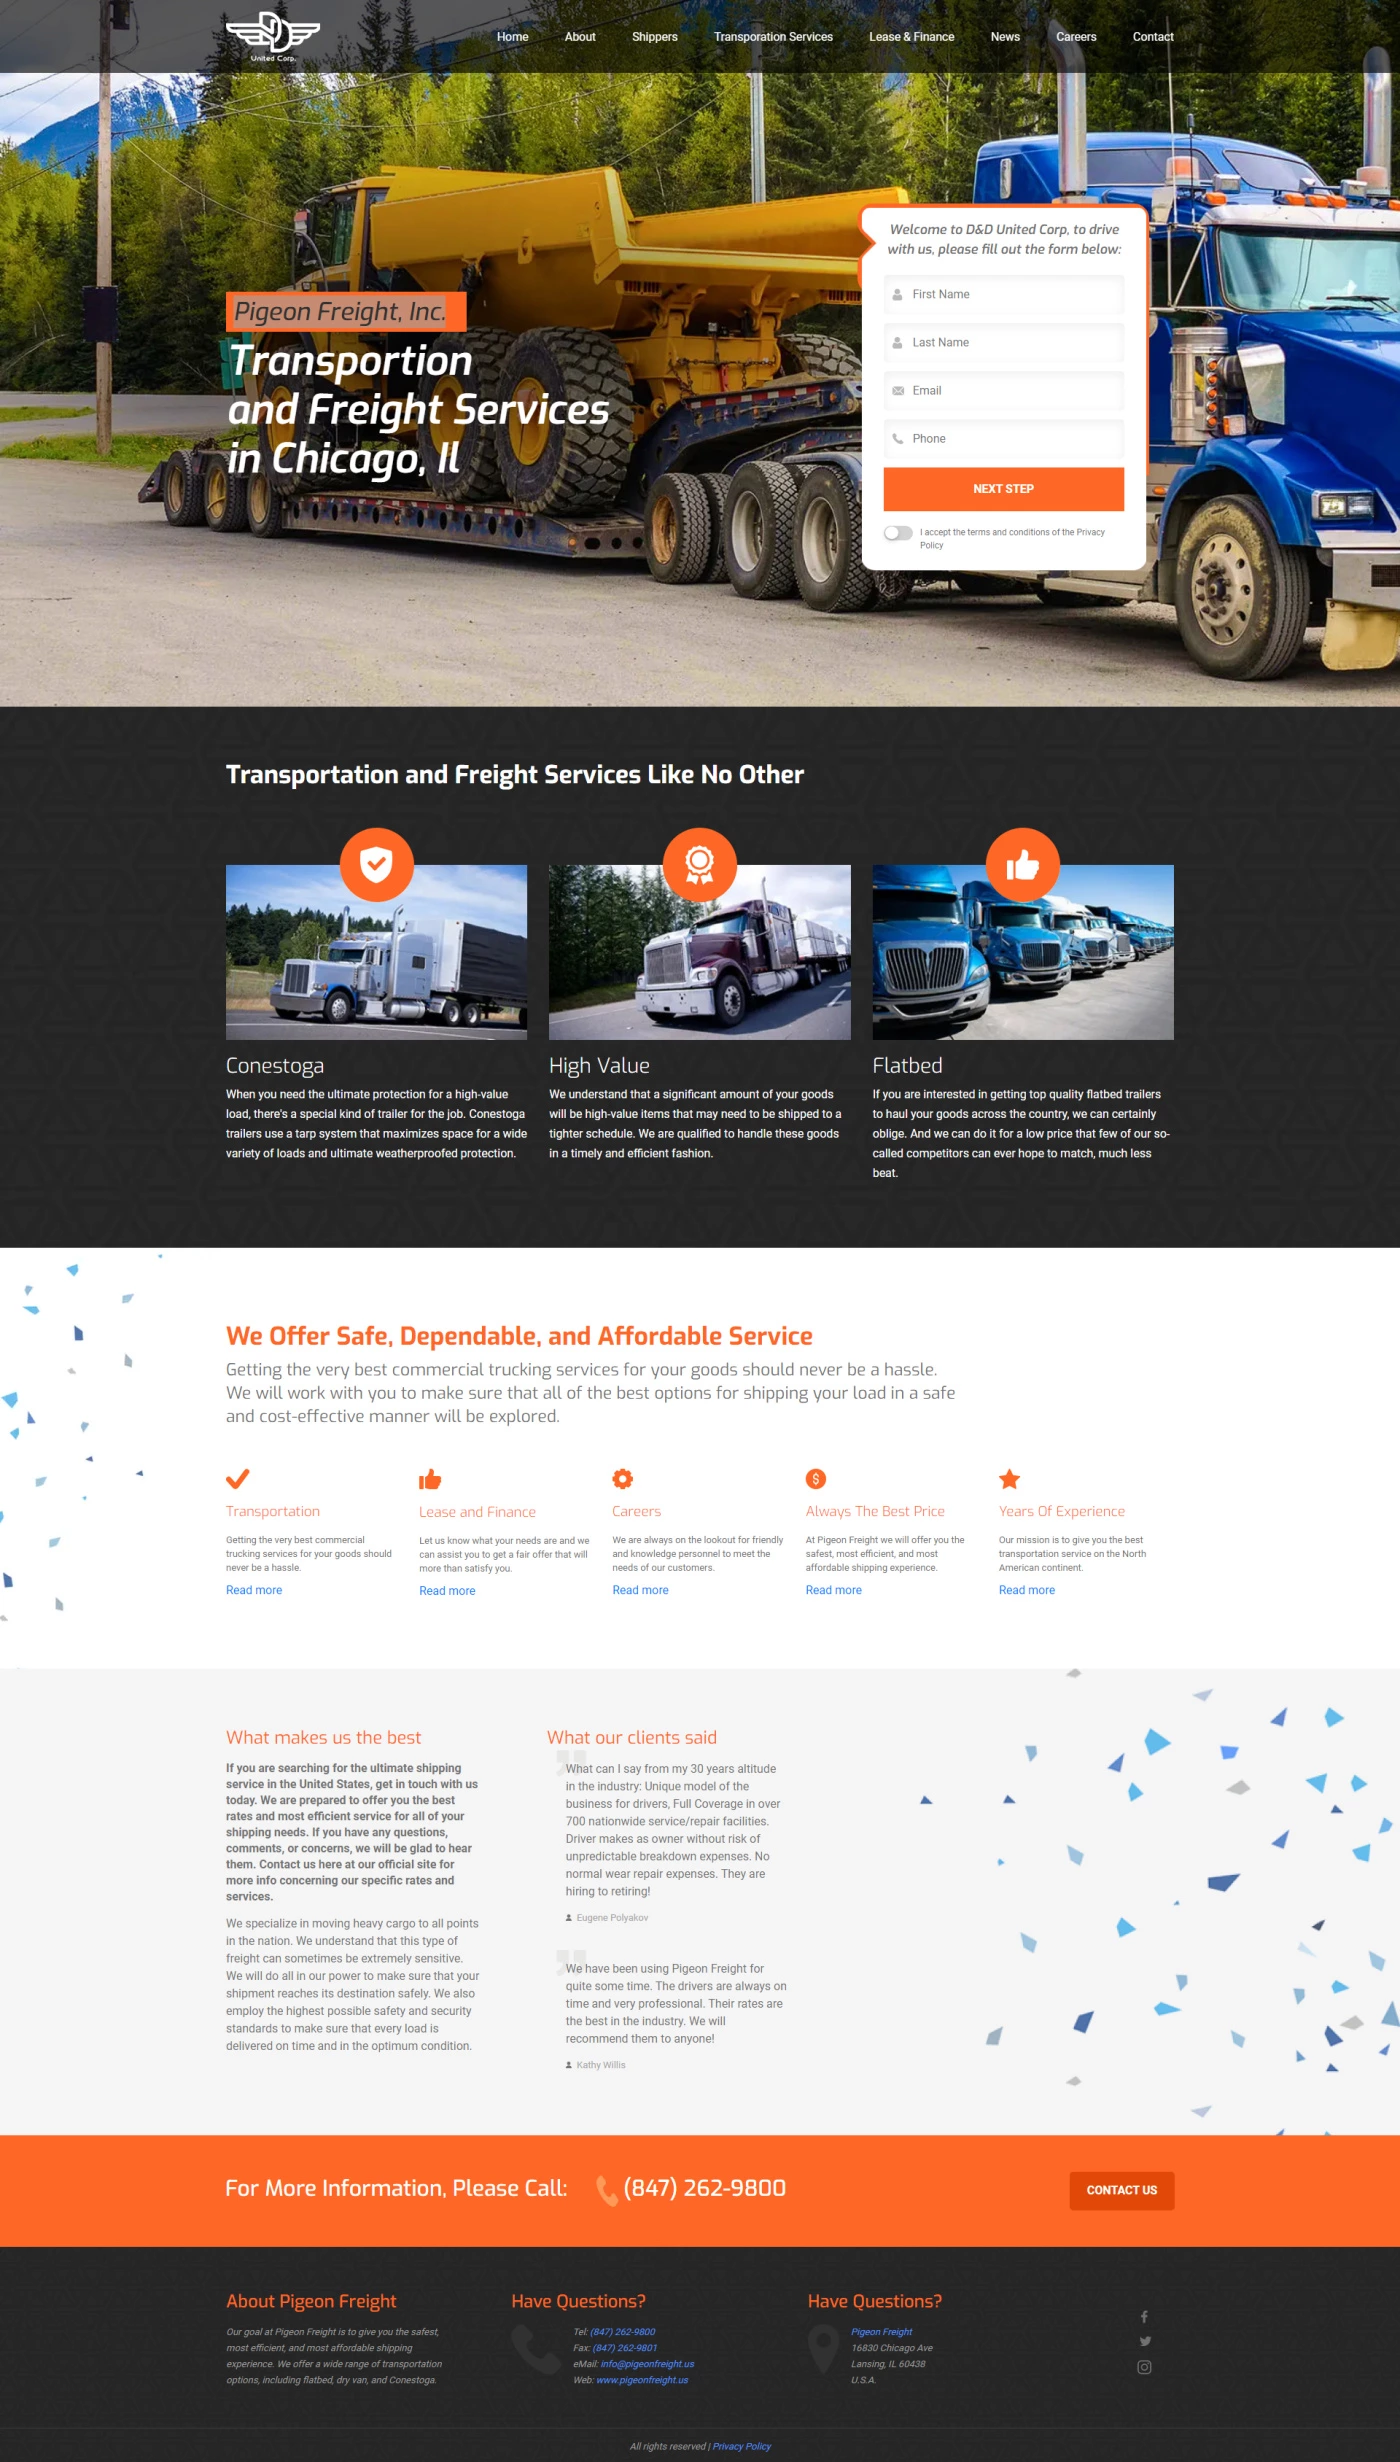 United Corp.
Home About Shippers Transporation Services Lease & Finance News Careers Contact
Welcome to D&D United Corp, to drive
with us, please fill out the form below:
First Name
Last Name
Email
Phone
NEXT STEP
I accept the terms and conditions of the Privacy
Policy
Pigeon Freight, Inc.
Transportion
and Freight Services
in Chicago, Il
Transportation and Freight Services Like No Other
Conestoga
When you need the ultimate protection for a high-value
load, there's a special kind of trailer for the job. Conestoga
trailers use a tarp system that maximizes space for a wide
variety of loads and ultimate weatherproofed protection.
High Value
We understand that a significant amount of your goods
will be high-value items that may need to be shipped to a
tighter schedule. We are qualified to handle these goods
in a timely and efficient fashion.
Flatbed
If you are interested in getting top quality flatbed trailers
to haul your goods across the country, we can certainly
oblige. And we can do it for a low price that few of our so-
called competitors can ever hope to match, much less
beat.
We Offer Safe, Dependable, and Affordable Service
Getting the very best commercial trucking services for your goods should never be a hassle.
We will work with you to make sure that all of the best options for shipping your load in a safe
and cost-effective manner will be explored.
Transportation
Getting the very best commercial
trucking services for your goods should
never be a hassle.
Read more
Lease and Finance
Let us know what your needs are and we
can assist you to get a fair offer that will
more than satisfy you.
Read more
Careers
We are always on the lookout for friendly
and knowledge personnel to meet the
needs of our customers.
Read more
Always The Best Price
At Pigeon Freight we will offer you the
safest, most efficient, and most
affordable shipping experience.
Read more
Years Of Experience
Our mission is to give you the best
transportation service on the North
American continent.
Read more
What makes us the best
If you are searching for the ultimate shipping
service in the United States, get in touch with us
today. We are prepared to offer you the best
rates and most efficient service for all of your
shipping needs. If you have any questions,
comments, or concerns, we will be glad to hear
them. Contact us here at our official site for
more info concerning our specific rates and
services.
We specialize in moving heavy cargo to all points
in the nation. We understand that this type of
freight can sometimes be extremely sensitive.
We will do all in our power to make sure that your
shipment reaches its destination safely. We also
employ the highest possible safety and security
standards to make sure that every load is
delivered on time and in the optimum condition.
What our clients said
What can I say from my 30 years altitude
in the industry: Unique model of the
business for drivers, Full Coverage in over
700 nationwide service/repair facilities.
Driver makes as owner without risk of
unpredictable breakdown expenses. No
normal wear repair expenses. They are
hiring to retiring!
Eugene Polyakov
We have been using Pigeon Freight for
quite some time. The drivers are always on
time and very professional. Their rates are
the best in the industry. We will
recommend them to anyone!
Kathy Willis
For More Information, Please Call: (847) 262-9800
CONTACT US
About Pigeon Freight
Our goal at Pigeon Freight is to give you the safest,
most efficient, and most affordable shipping
experience. We offer a wide range of transportation
options, including flatbed, dry van, and Conestoga.
Have Questions?
Tel: (847) 262-9800
Fax: (847) 262-9801
eMail: info@pigeonfreight.us
Web: www.pigeonfreight.us
Have Questions?
Pigeon Freight
16830 Chicago Ave
Lansing, IL 60438
U.S.A.
All rights reserved | Privacy Policy